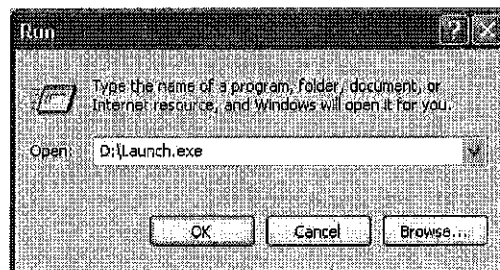 Run
Type the name of a program, folder, document, or
Internet resource, and Windows will open it for you.
Open: D:\Launch.exe
OK Cancel Browse...